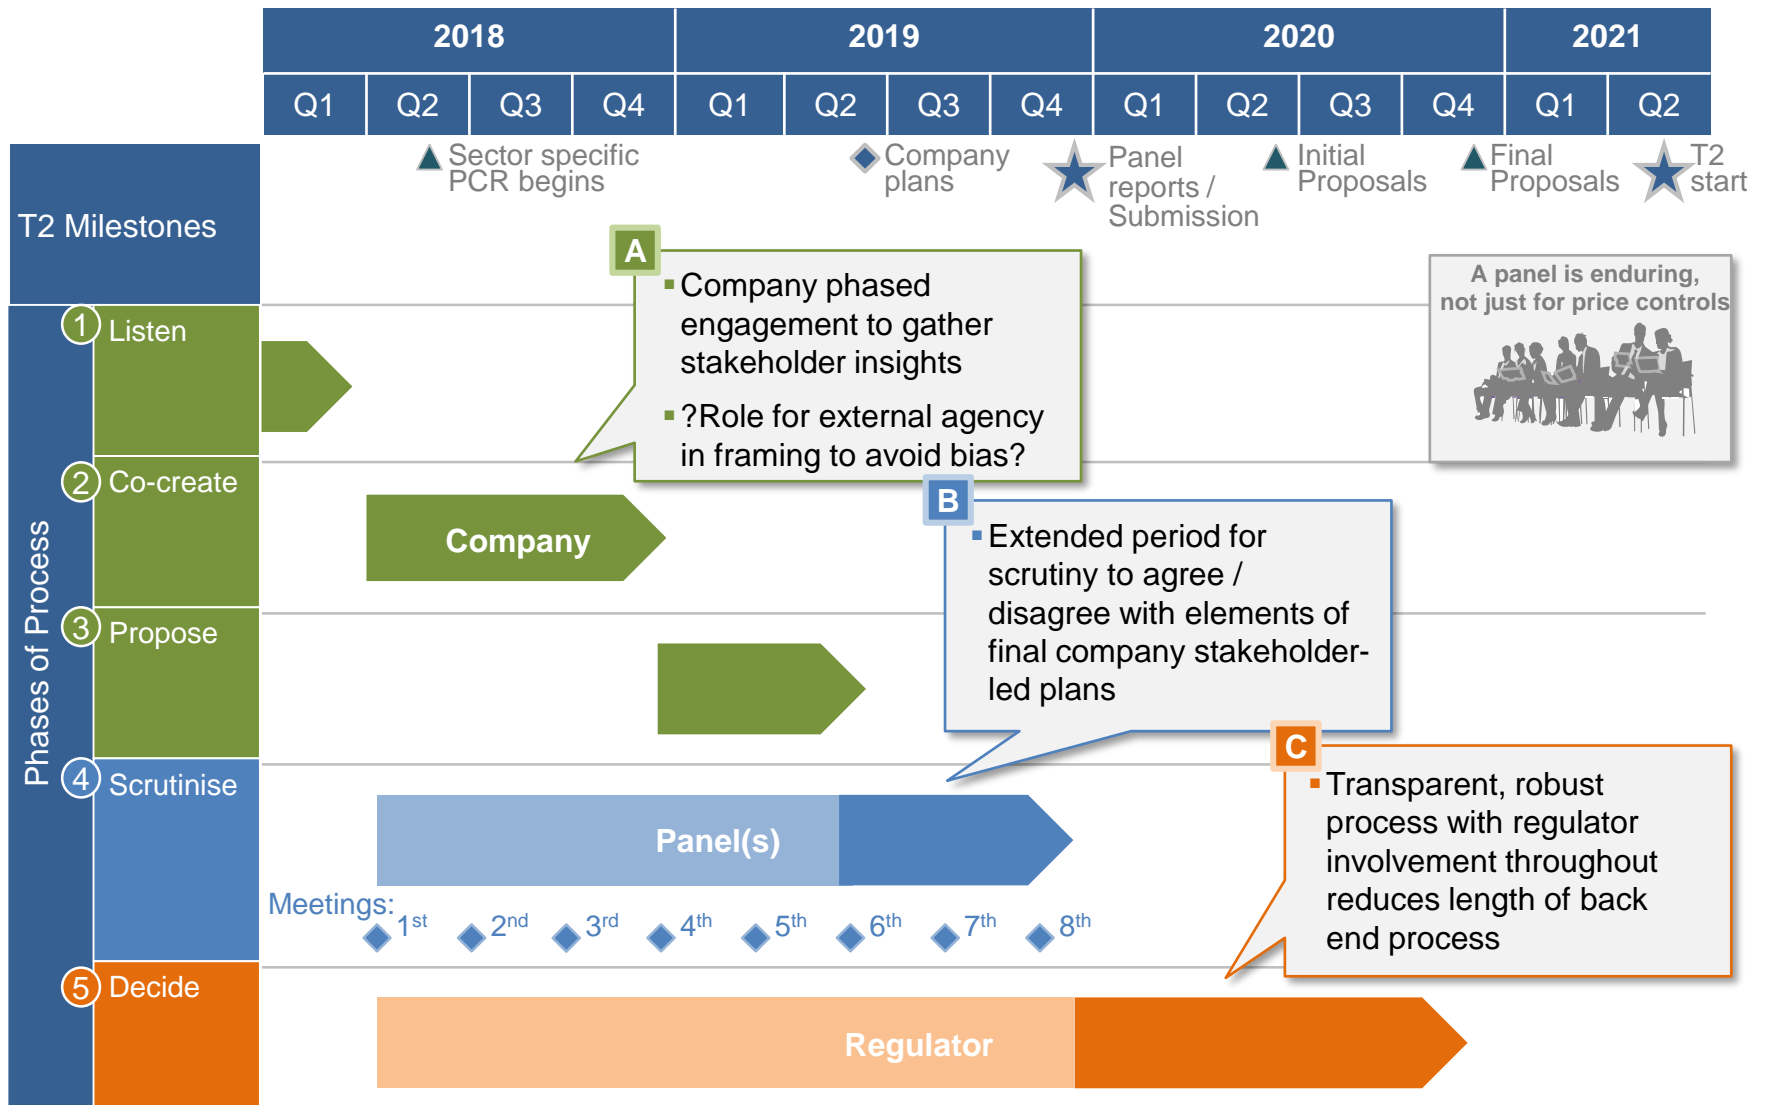 2018
2019
2020
2021
Q1
Q2
Q3
Q4
Q1
Q2
Q3
Q4
Q1
Q2
Q3
Q4
Q1
Q2
T2 Milestones
Sector specific
PCR begins
Company
plans
Panel
reports /
Submission
Initial
Proposals
Final
Proposals
T2
start
A
▪Company phased
engagement to gather
stakeholder insights
▪?Role for external agency
in framing to avoid bias?
A panel is enduring,
not just for price controls
Phases of Process
1 Listen
2 Co-create
Company
B
▪Extended period for
scrutiny to agree /
disagree with elements of
final company stakeholder-
led plans
3 Propose
C
▪Transparent, robust
process with regulator
involvement throughout
reduces length of back
end process
4 Scrutinise
Panel(s)
Meetings:
1st
2nd
3rd
4th
5th
6th
7th
8th
5 Decide
Regulator